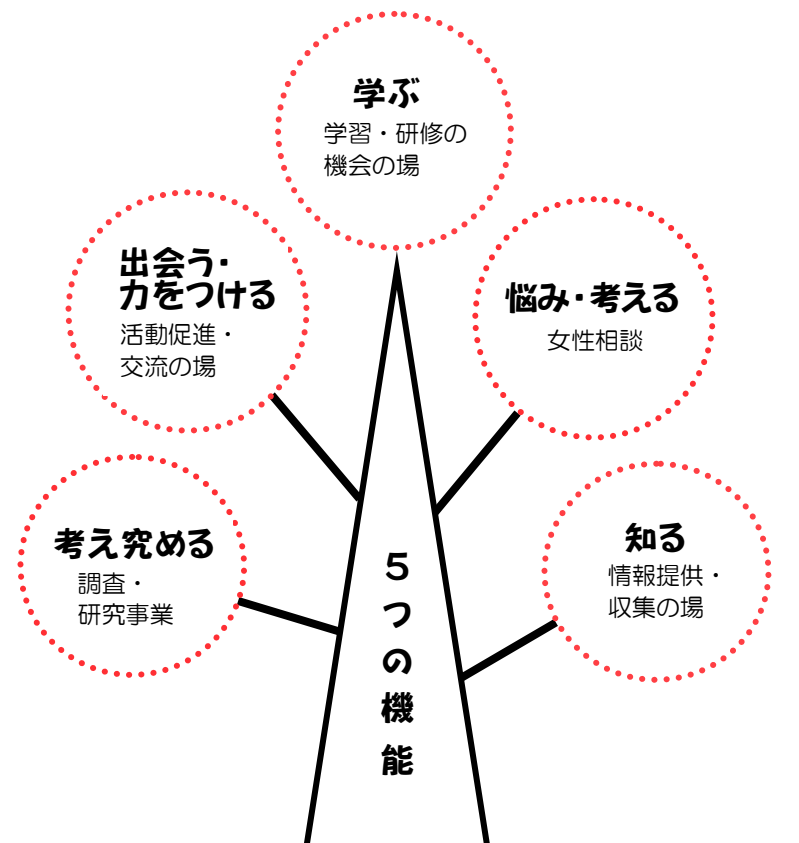 学ぶ
学習・研修の
機会の場
出会う・
力をつける
活動促進・
交流の場
悩み・考える
女性相談
考え究める
調査・
研究事業
知る
情報提供・
収集の場
5つの機能